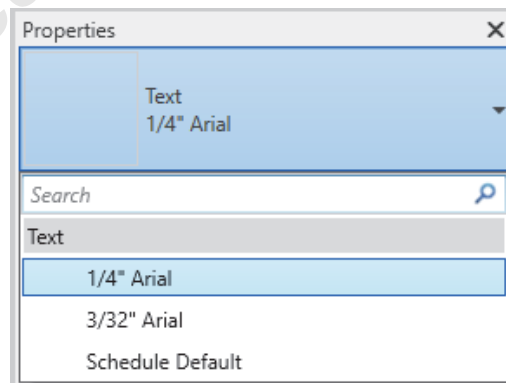 Properties
Text
1/4" Arial
Search
Text
1/4" Arial
3/32" Arial
Schedule Default